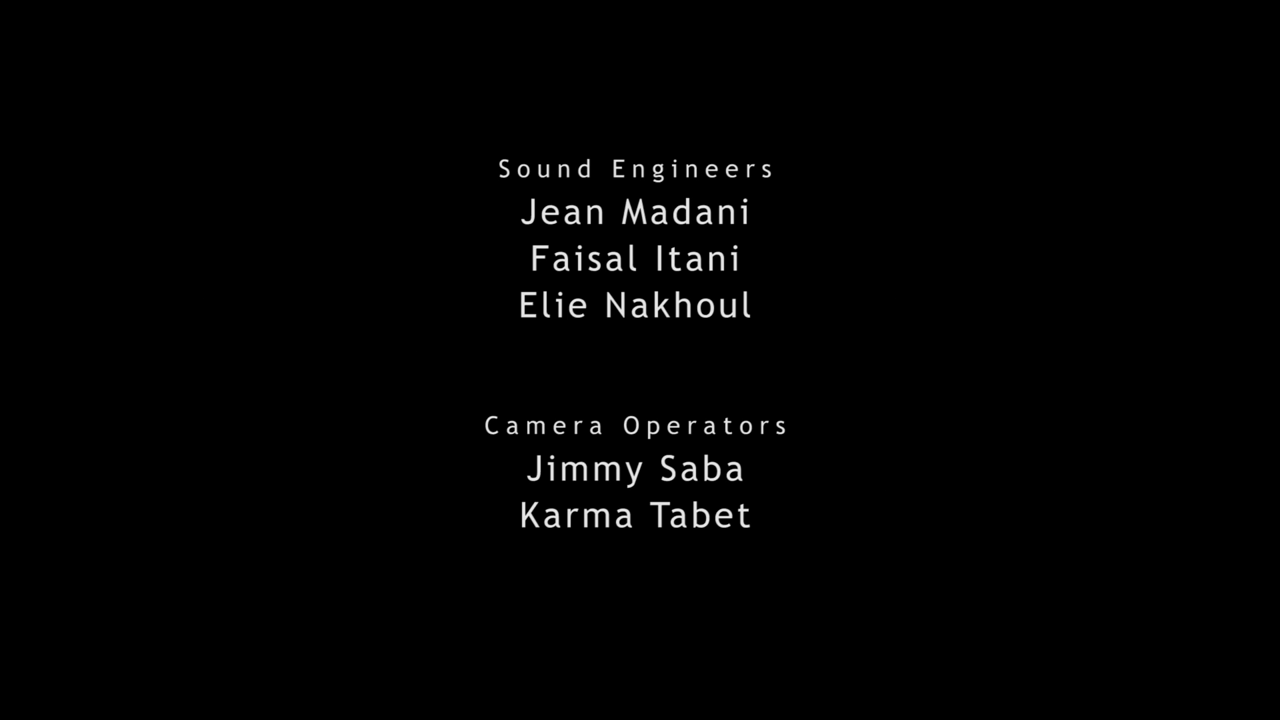 Sound Engineers
Jean Madani
Faisal Itani
Elie Nakhoul
Camera Operators
Jimmy Saba
Karma Tabet